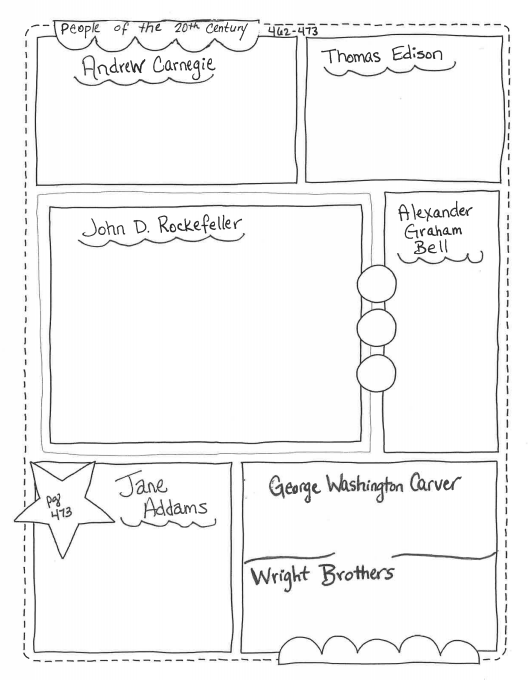 People of the 20th Century
462-473
Andrew Carnegie
Thomas Edison
John D. Rockefeller
Alexander
Graham
Bell
pg
473
Jane
Addams
George Washington Carver
Wright Brothers